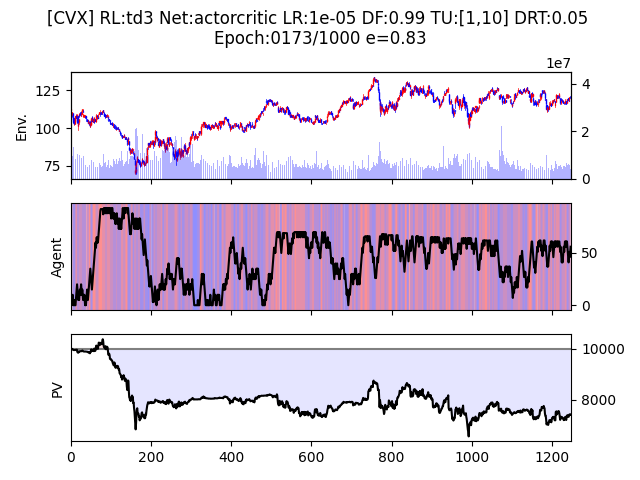 [CVX] RL:td3 Net:actorcritic LR:1e-05 DF:0.99 TU:[1,10] DRT:0.05
Epoch:0173/1000 e=0.83
1e7
125
100
75
Env.
4
2
0
Agent
50
0
PV
10000
8000
0
200
400
600
800
1000
1200